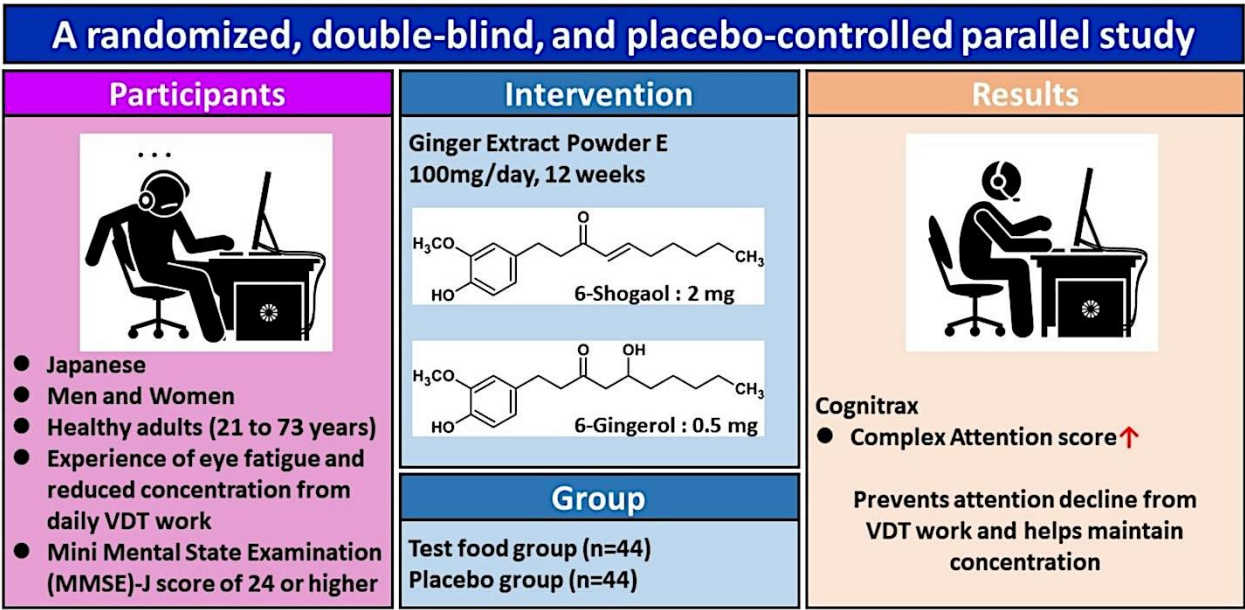 A randomized, double-blind, and placebo-controlled parallel study
Participants
● Japanese
● Men and Women
● Healthy adults (21 to 73 years)
● Experience of eye fatigue and
reduced concentration from
daily VDT work
● Mini Mental State Examination
(MMSE)-J score of 24 or higher
Intervention
Ginger Extract Powder E
100mg/day, 12 weeks
O
H₃CO
CH₃
HO
6-Shogaol : 2 mg
O OH
H₃CO
CH₃
HO
6-Gingerol : 0.5 mg
Group
Test food group (n=44)
Placebo group (n=44)
Results
Cognitrax
● Complex Attention score↑
Prevents attention decline from
VDT work and helps maintain
concentration